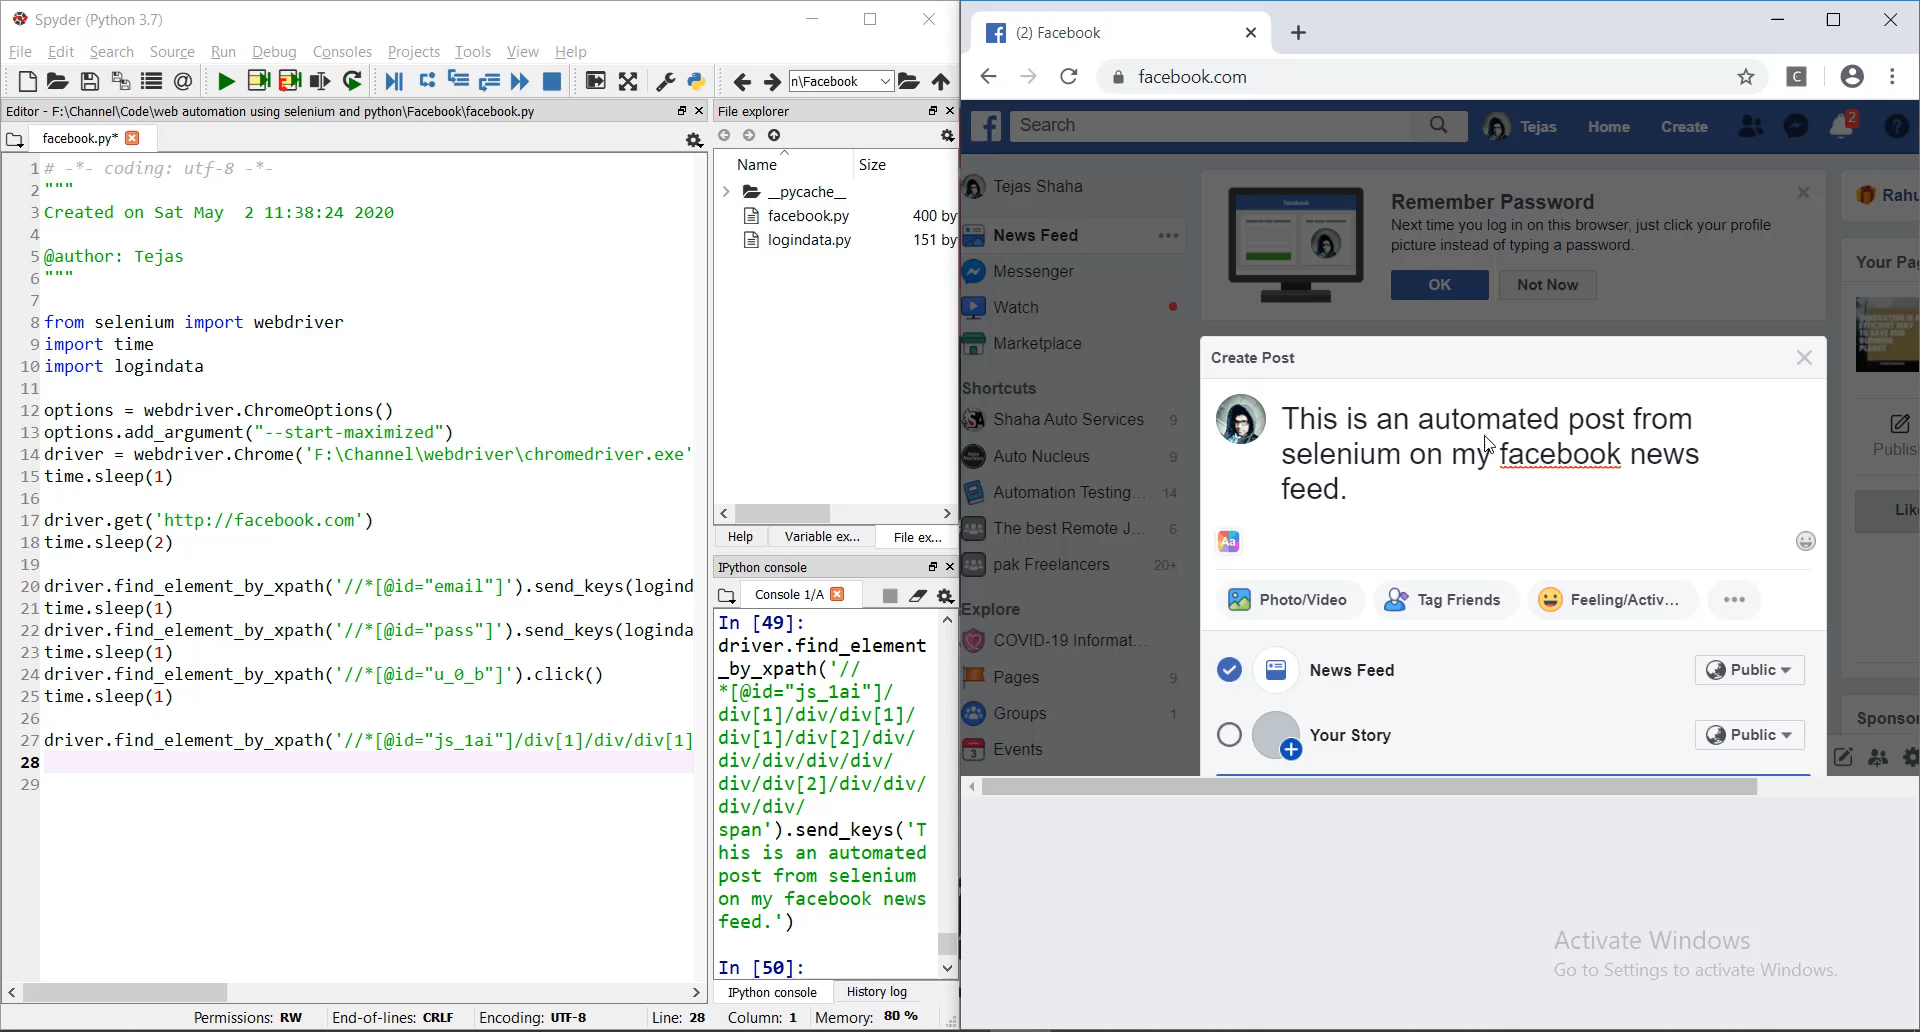 Spyder (Python 3.7)
File Edit Search Source Run Debug Consoles Projects Tools View Help
n\Facebook
Editor - F:\Channel\Code\web automation using selenium and python\Facebook\facebook.py
facebook.py*
1 # -*- coding: utf-8 -*-
2 """
3 Created on Sat May  2 11:38:24 2020
4
5 @author: Tejas
6 """
7
8 from selenium import webdriver
9 import time
10 import logindata
11
12 options = webdriver.ChromeOptions()
13 options.add_argument("--start-maximized")
14 driver = webdriver.Chrome('F:\Channel\webdriver\chromedriver.exe'
15 time.sleep(1)
16
17 driver.get('http://facebook.com')
18 time.sleep(2)
19
20 driver.find_element_by_xpath('//*[@id="email"]').send_keys(logind
21 time.sleep(1)
22 driver.find_element_by_xpath('//*[@id="pass"]').send_keys(loginda
23 time.sleep(1)
24 driver.find_element_by_xpath('//*[@id="u_0_b"]').click()
25 time.sleep(1)
26
27 driver.find_element_by_xpath('//*[@id="js_1ai"]/div[1]/div/div[1]
28
29
File explorer
Name Size
__pycache__
facebook.py 400 by
logindata.py 151 by
Help Variable ex... File ex...
IPython console
Console 1/A
In [49]:
driver.find_element
_by_xpath('//
*[@id="js_1ai"]/
div[1]/div/div[1]/
div[1]/div[2]/div/
div/div/div/div/
div/div[2]/div/div/
div/div/
span').send_keys('T
his is an automated
post from selenium
on my facebook news
feed.')
In [50]:
IPython console History log
Permissions: RW End-of-lines: CRLF Encoding: UTF-8 Line: 28 Column: 1 Memory: 80 %
(2) Facebook
facebook.com
C
Search
Tejas Home Create
2
Tejas Shaha
News Feed
Messenger
Watch
Marketplace
Shortcuts
Shaha Auto Services 9
Auto Nucleus 9
Automation Testing... 14
The best Remote J... 6
pak Freelancers 20+
Explore
COVID-19 Informat...
Pages 9
Groups 1
Events
facebook
Remember Password
Next time you log in on this browser, just click your profile
picture instead of typing a password.
OK Not Now
Create Post
This is an automated post from
selenium on my facebook news
feed.
Aa
Photo/Video Tag Friends Feeling/Activ...
News Feed Public
Your Story Public
Rahu
Your Pa
Publis
Lik
Sponso
Activate Windows
Go to Settings to activate Windows.